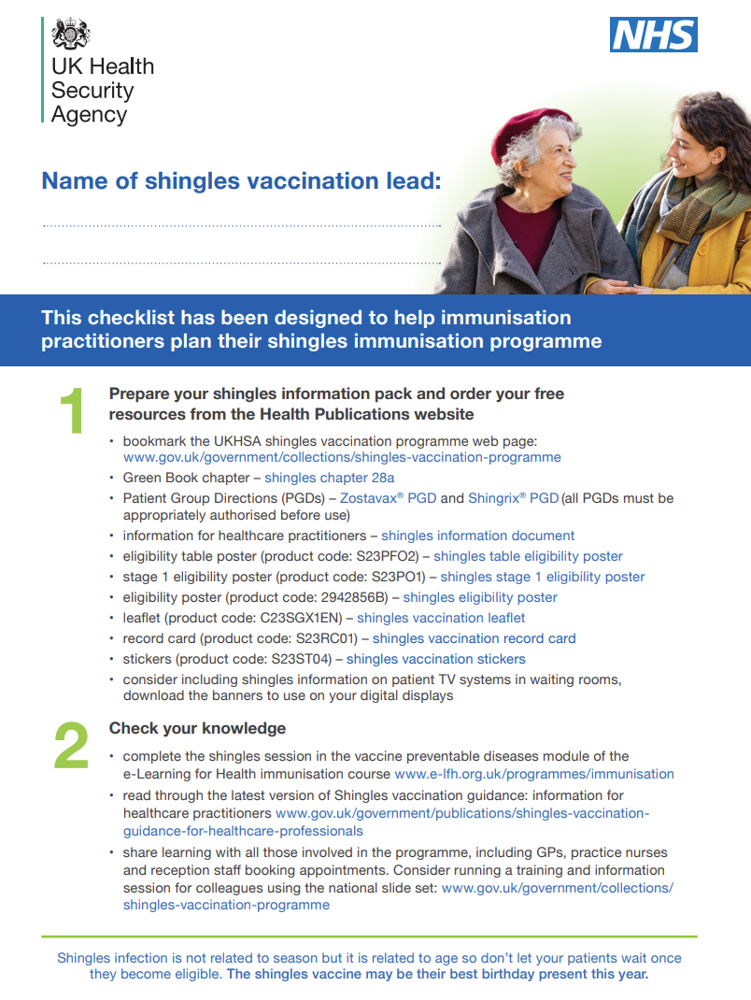 UK Health
Security
Agency
NHS
Name of shingles vaccination lead:
This checklist has been designed to help immunisation
practitioners plan their shingles immunisation programme
1
Prepare your shingles information pack and order your free
resources from the Health Publications website
• bookmark the UKHSA shingles vaccination programme web page:
www.gov.uk/government/collections/shingles-vaccination-programme
• Green Book chapter – shingles chapter 28a
• Patient Group Directions (PGDs) – Zostavax® PGD and Shingrix® PGD (all PGDs must be
appropriately authorised before use)
• information for healthcare practitioners – shingles information document
• eligibility table poster (product code: S23PFO2) – shingles table eligibility poster
• stage 1 eligibility poster (product code: S23PO1) – shingles stage 1 eligibility poster
• eligibility poster (product code: 2942856B) – shingles eligibility poster
• leaflet (product code: C23SGX1EN) – shingles vaccination leaflet
• record card (product code: S23RC01) – shingles vaccination record card
• stickers (product code: S23ST04) – shingles vaccination stickers
• consider including shingles information on patient TV systems in waiting rooms,
download the banners to use on your digital displays
2
Check your knowledge
• complete the shingles session in the vaccine preventable diseases module of the
e-Learning for Health immunisation course www.e-lfh.org.uk/programmes/immunisation
• read through the latest version of Shingles vaccination guidance: information for
healthcare practitioners www.gov.uk/government/publications/shingles-vaccination-
guidance-for-healthcare-professionals
• share learning with all those involved in the programme, including GPs, practice nurses
and reception staff booking appointments. Consider running a training and information
session for colleagues using the national slide set: www.gov.uk/government/collections/
shingles-vaccination-programme
Shingles infection is not related to season but it is related to age so don't let your patients wait once
they become eligible. The shingles vaccine may be their best birthday present this year.